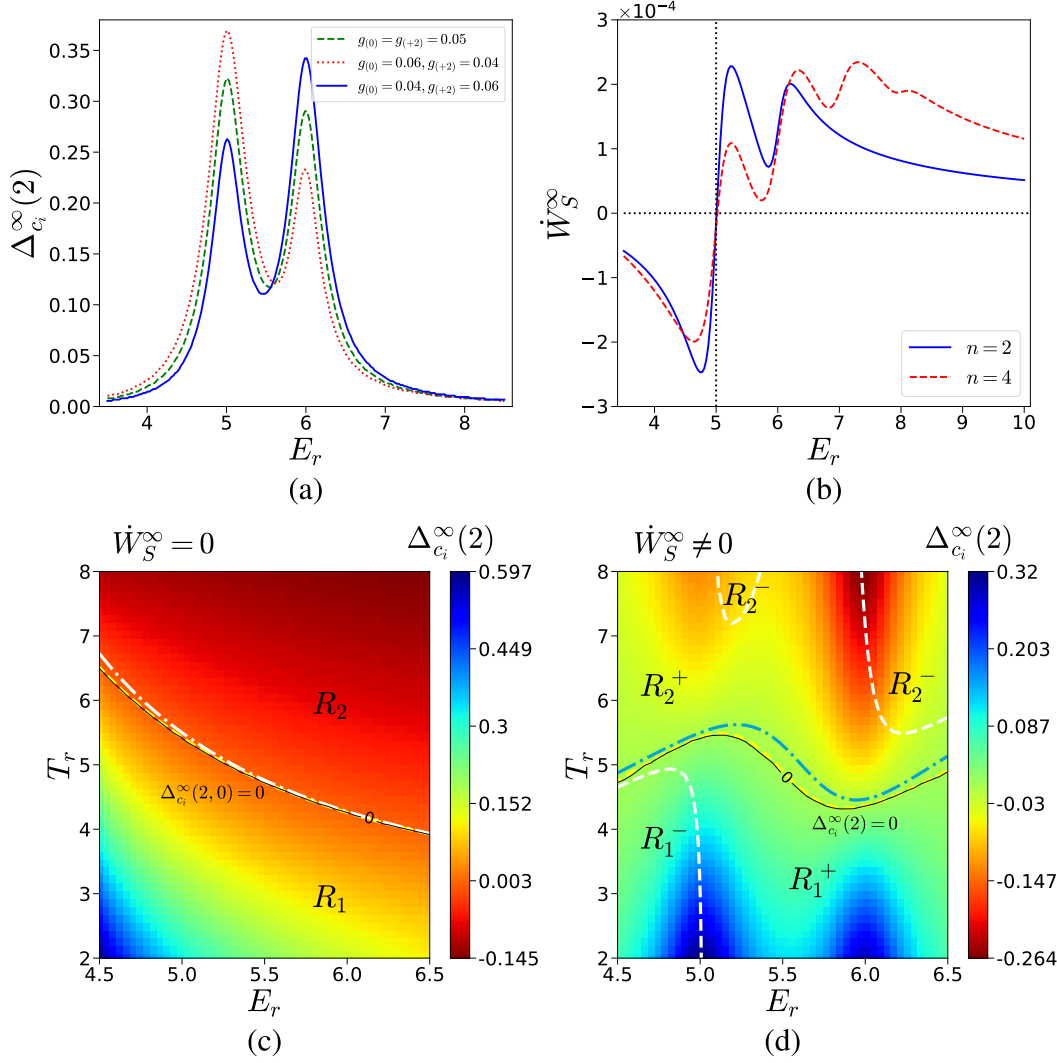 0.35
0.30
0.25
0.20
0.15
0.10
0.05
0.00
Δ∞ci(2)
g(0) = g(+2) = 0.05
g(0) = 0.06, g(+2) = 0.04
g(0) = 0.04, g(+2) = 0.06
4 5 6 7 8
Er
(a)
×10−4
3
2
1
0
−1
−2
−3
Ẇ∞S
n = 2
n = 4
4 5 6 7 8 9 10
Er
(b)
Ẇ∞S = 0
Δ∞ci(2)
8
7
6
5
4
3
2
Tr
R2
Δ∞ci(2, 0) = 0
0
R1
4.5 5.0 5.5 6.0 6.5
Er
0.597
0.449
0.3
0.152
0.003
-0.145
(c)
Ẇ∞S ≠ 0
Δ∞ci(2)
8
7
6
5
4
3
2
Tr
R2−
R2+
R2−
0
Δ∞ci(2) = 0
R1−
R1+
4.5 5.0 5.5 6.0 6.5
Er
0.32
0.203
0.087
-0.03
-0.147
-0.264
(d)